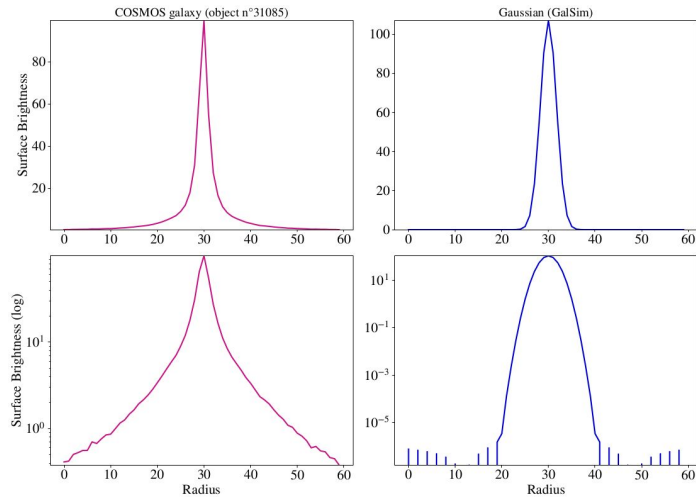 COSMOS galaxy (object n°31085)
Gaussian (GalSim)
Surface Brightness
80
60
40
20
0 10 20 30 40 50 60
100
80
60
40
20
0
0 10 20 30 40 50 60
Surface Brightness (log)
10¹
10⁰
0 10 20 30 40 50 60
Radius
10¹
10⁻¹
10⁻³
10⁻⁵
0 10 20 30 40 50 60
Radius